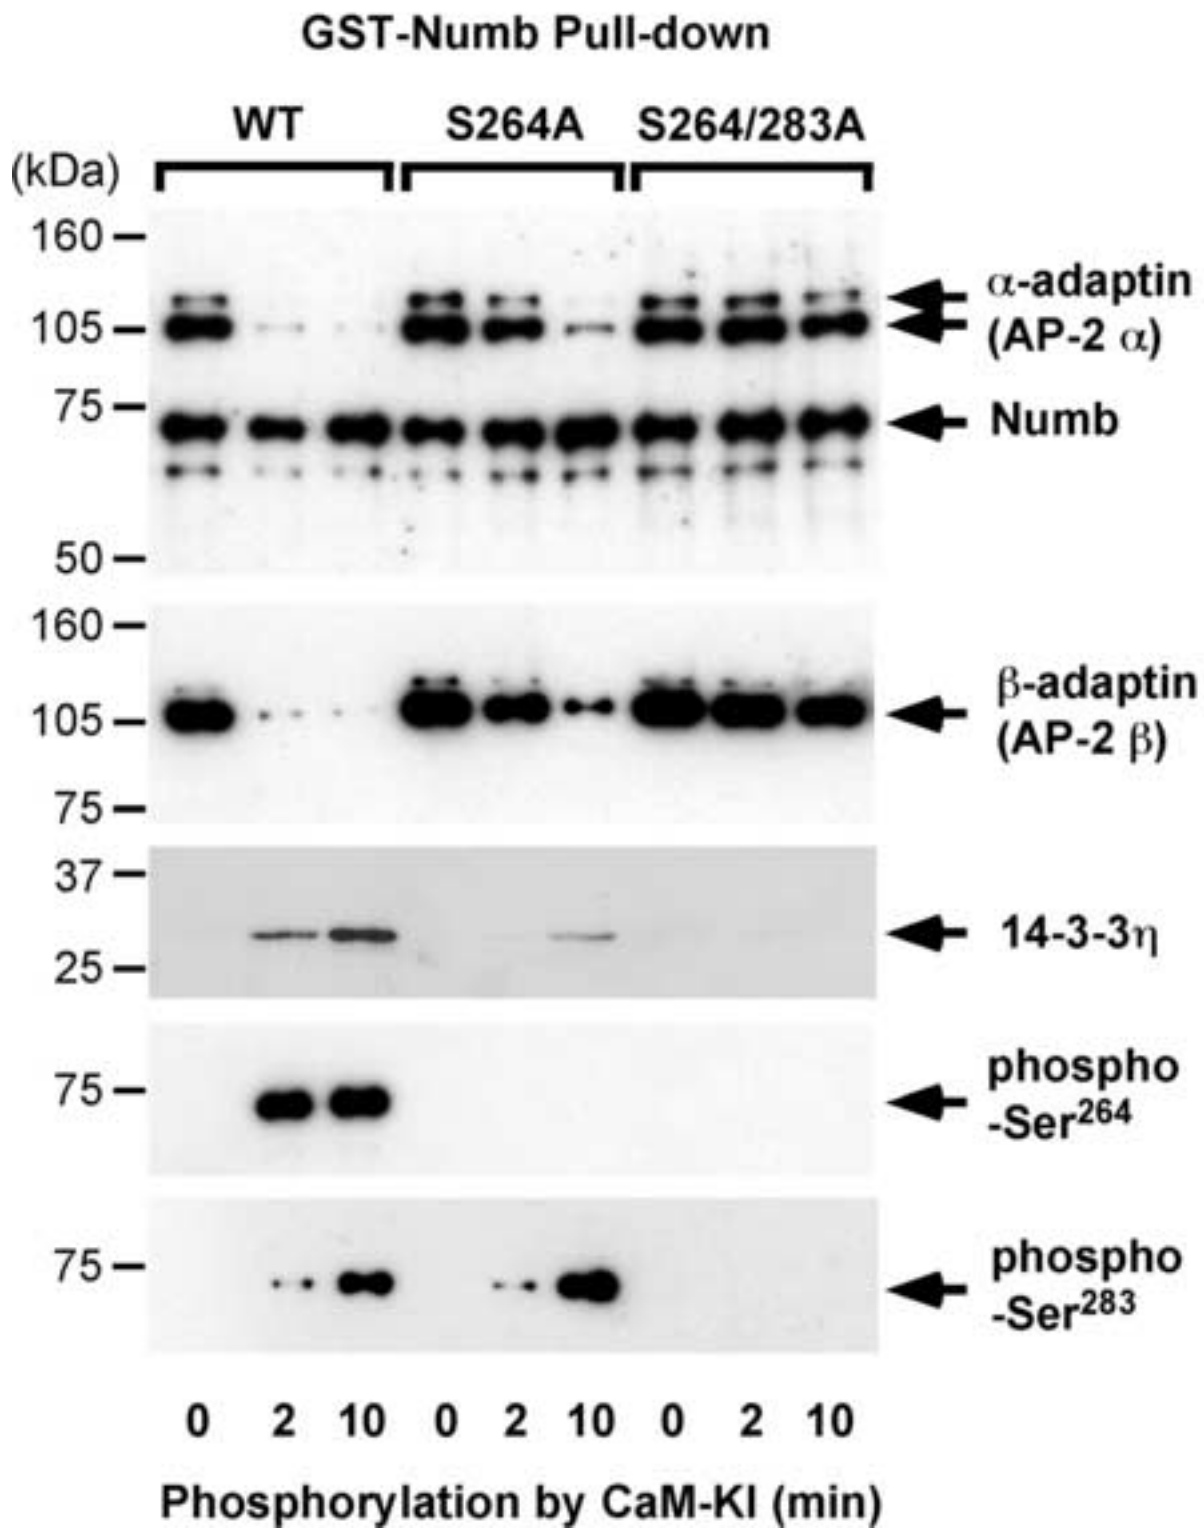 GST-Numb Pull-down
WT S264A S264/283A
(kDa)
160
105
75
50
α-adaptin
(AP-2 α)
Numb
160
105
75
β-adaptin
(AP-2 β)
37
25
14-3-3η
75
phospho
-Ser²⁶⁴
75
phospho
-Ser²⁸³
0 2 10 0 2 10 0 2 10
Phosphorylation by CaM-KI (min)